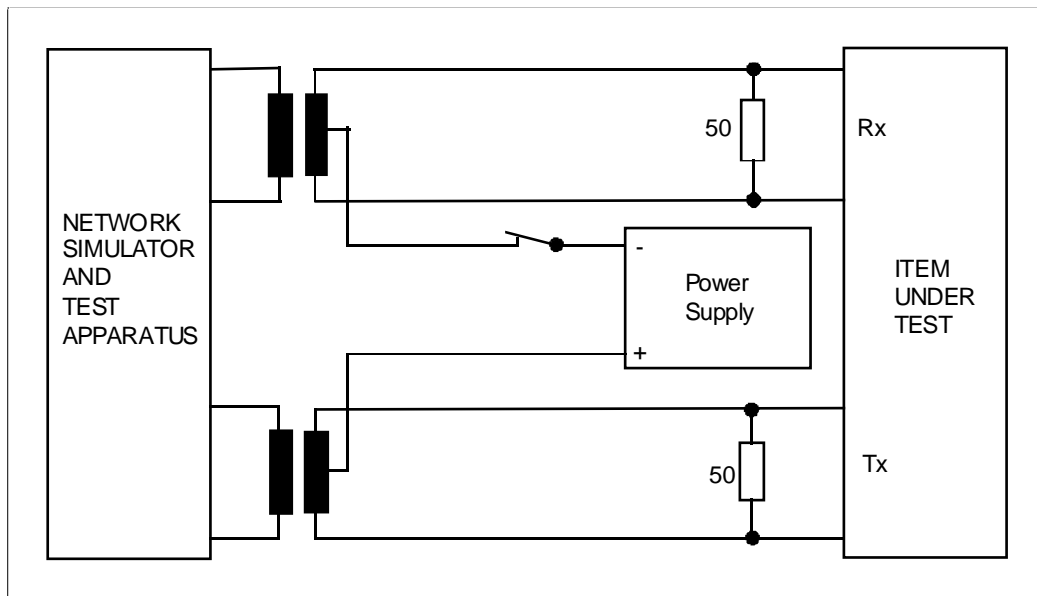 NETWORK
SIMULATOR
AND
TEST
APPARATUS
50
Rx
-
Power
Supply
+
ITEM
UNDER
TEST
50
Tx